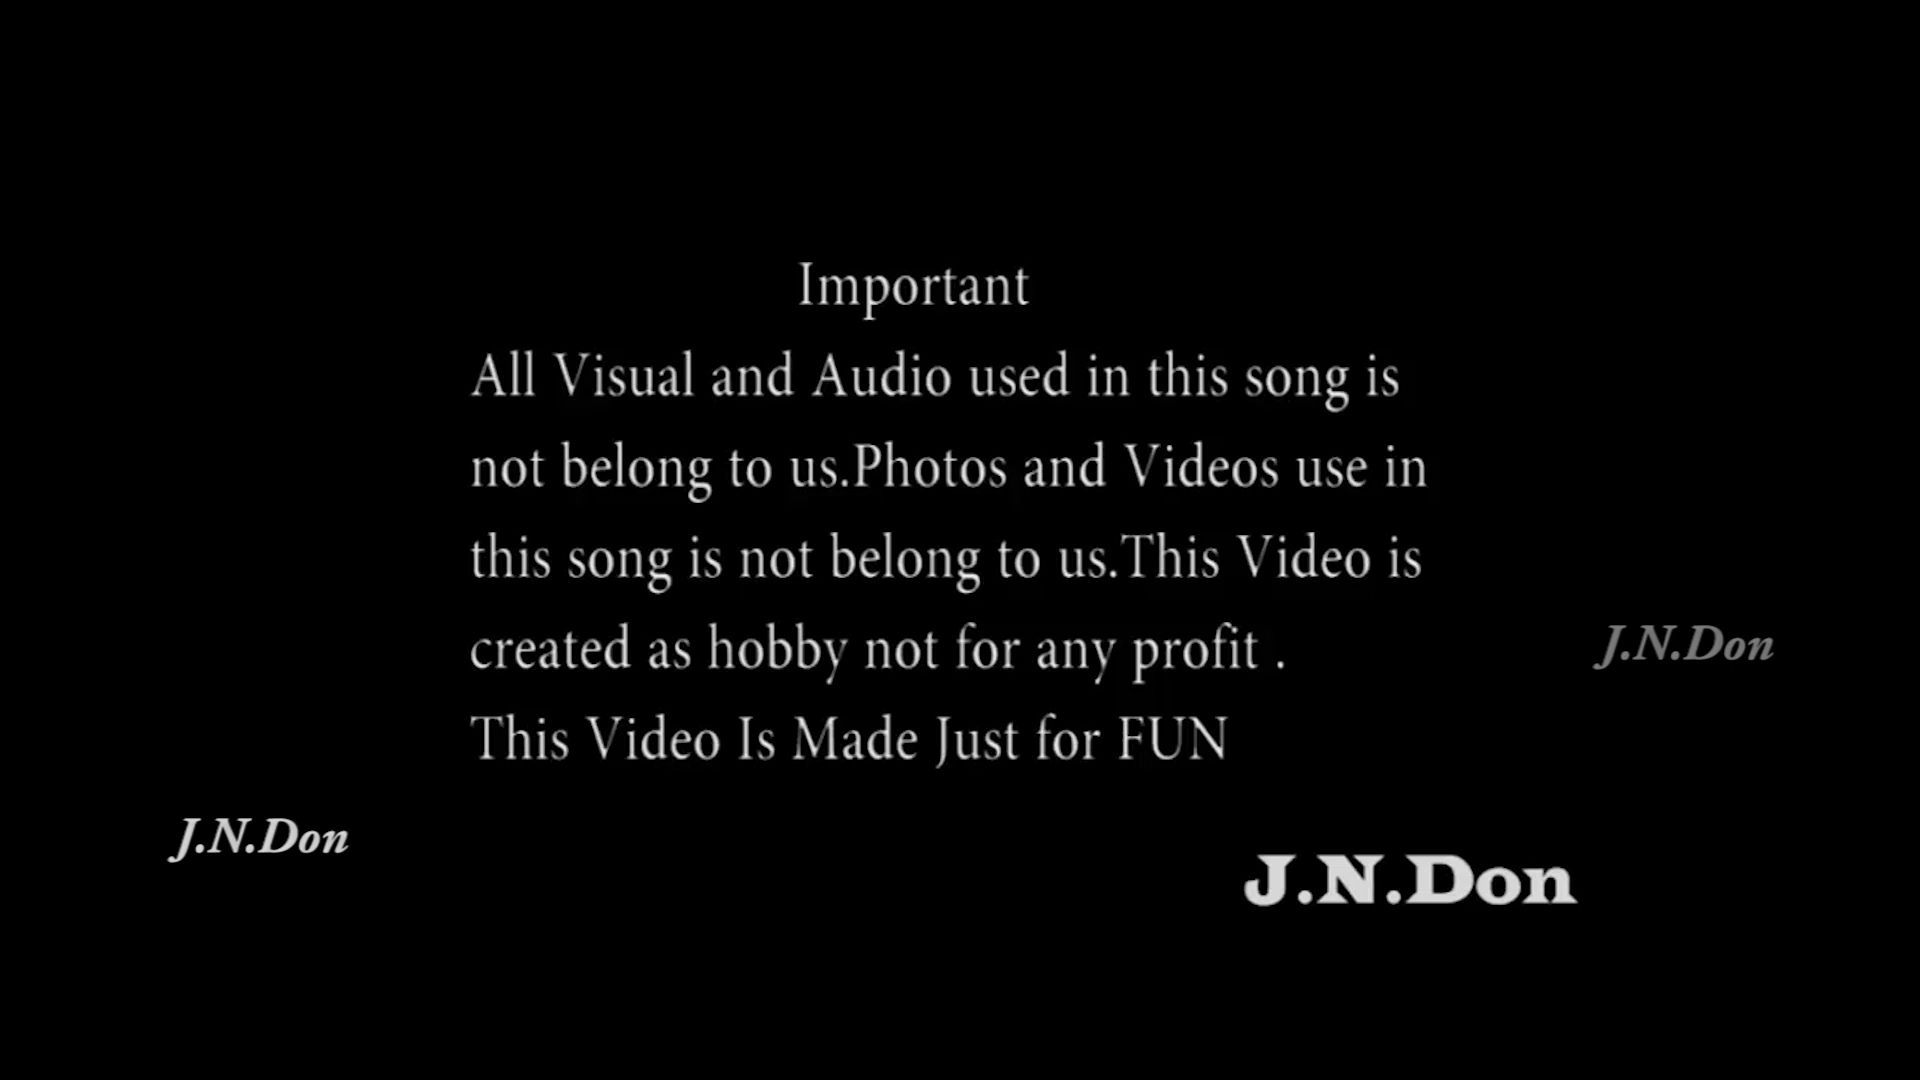 Important
All Visual and Audio used in this song is
not belong to us.Photos and Videos use in
this song is not belong to us.This Video is
created as hobby not for any profit .
This Video Is Made Just for FUN
J.N.Don
J.N.Don
J.N.Don